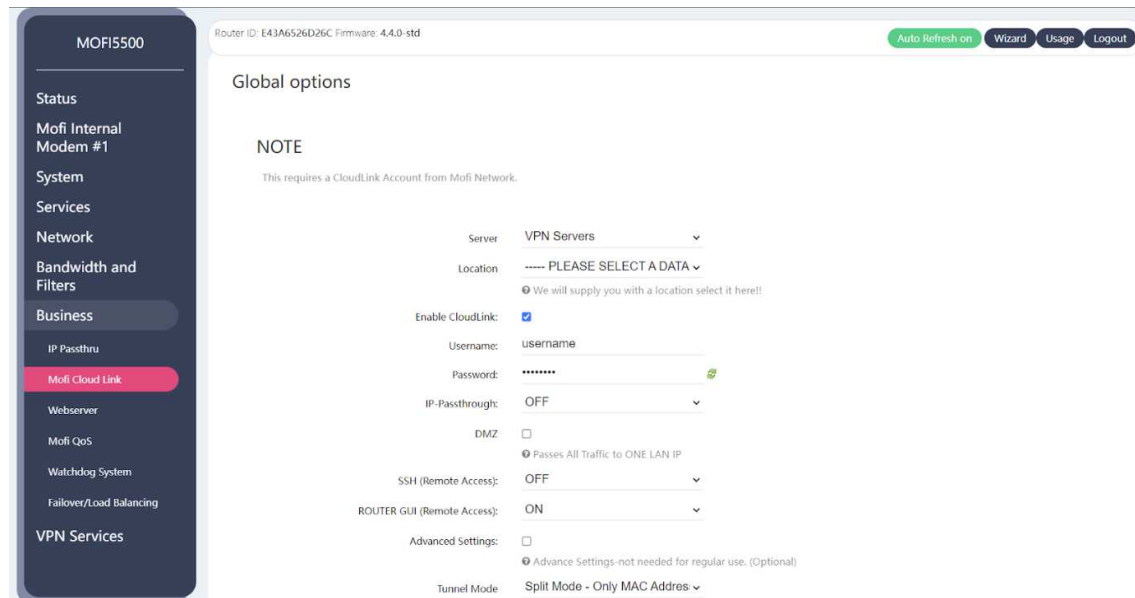 MOFI5500
Router ID: E43A6526D26C Firmware: 4.4.0-std
Auto Refresh on
Wizard
Usage
Logout
Status
Mofi Internal
Modem #1
System
Services
Network
Bandwidth and
Filters
Business
IP Passthru
Mofi Cloud Link
Webserver
Mofi QoS
Watchdog System
Failover/Load Balancing
VPN Services
Global options
NOTE
This requires a CloudLink Account from Mofi Network.
Server VPN Servers
Location ----- PLEASE SELECT A DATA
We will supply you with a location select it here!!
Enable CloudLink:
Username: username
Password: ••••••••
IP-Passthrough: OFF
DMZ
Passes All Traffic to ONE LAN IP
SSH (Remote Access): OFF
ROUTER GUI (Remote Access): ON
Advanced Settings:
Advance Settings-not needed for regular use. (Optional)
Tunnel Mode Split Mode - Only MAC Addres